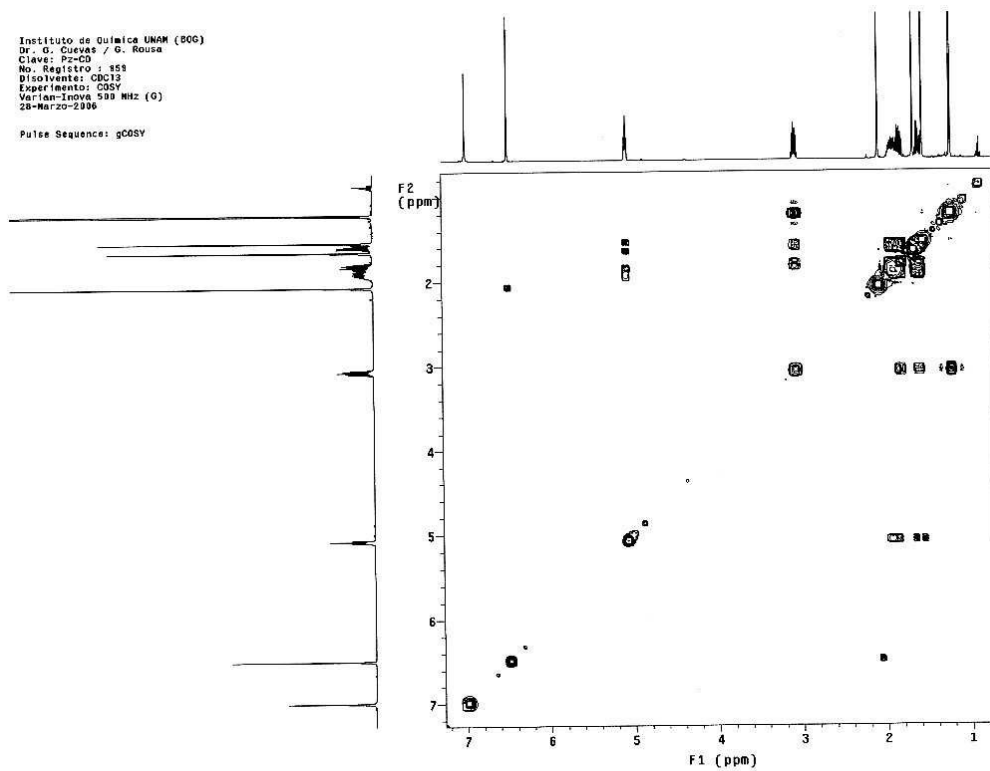 Instituto de Quimica UNAM (BOG)
Dr. G. Cuevas / G. Rousa
Clave: Pz-CD
No. Registro : 959
Disolvente: CDCl3
Experimento: COSY
Varian-Inova 500 MHz (G)
28-Marzo-2006
Pulse Sequence: gCOSY
F2
(ppm)
2
3
4
5
6
7
7 6 5 4 3 2 1
F1 (ppm)